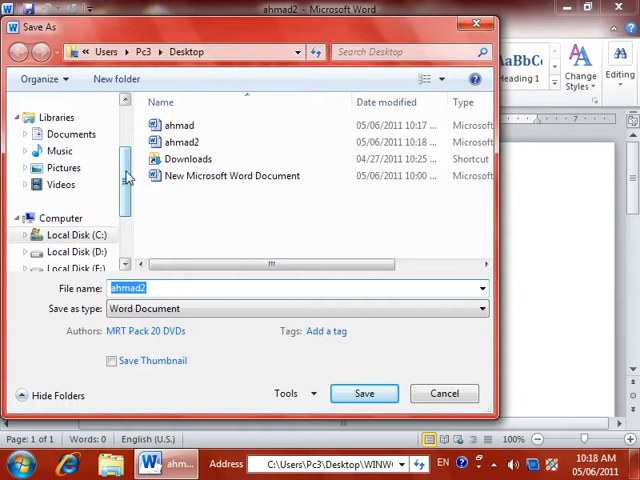 ahmad2 - Microsoft Word
Save As
Users Pc3 Desktop
Search Desktop
Organize
New folder
Name Date modified Type
Libraries
Documents
Music
Pictures
Videos
Computer
Local Disk (C:)
Local Disk (D:)
Local Disk (F:)
ahmad 05/06/2011 10:17 ... Microsoft
ahmad2 05/06/2011 10:18 ... Microsoft
Downloads 04/27/2011 10:25 ... Shortcut
New Microsoft Word Document 05/06/2011 10:00 ... Microsoft
File name: ahmad2
Save as type: Word Document
Authors: MRT Pack 20 DVDs Tags: Add a tag
Save Thumbnail
Hide Folders Tools Save Cancel
AaBbC
Heading 1
Change
Styles
Editing
Page: 1 of 1 Words: 0 English (U.S.) 100%
ahm...
Address C:\Users\Pc3\Desktop\WINWO
EN
10:18 AM
05/06/2011